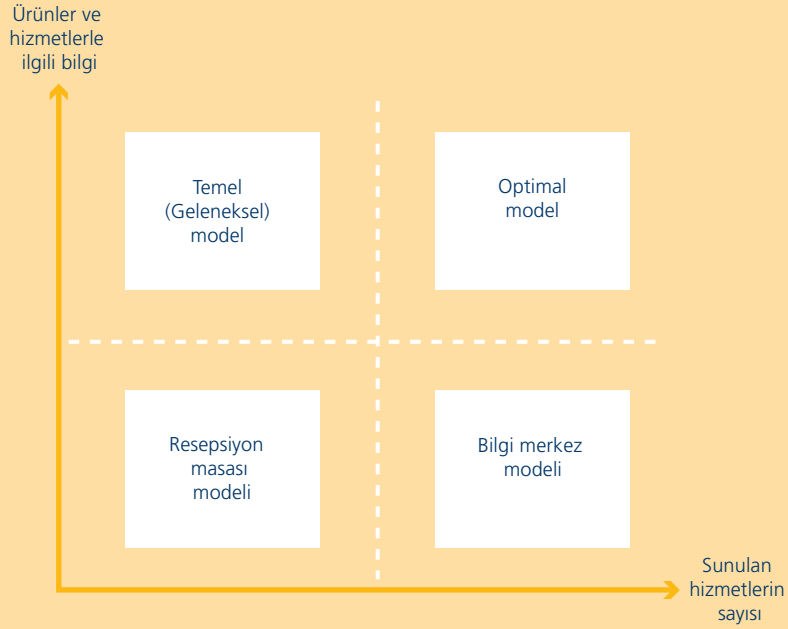 Ürünler ve
hizmetlerle
ilgili bilgi
Temel
(Geleneksel)
model
Optimal
model
Resepsiyon
masası
modeli
Bilgi merkez
modeli
Sunulan
hizmetlerin
sayısı